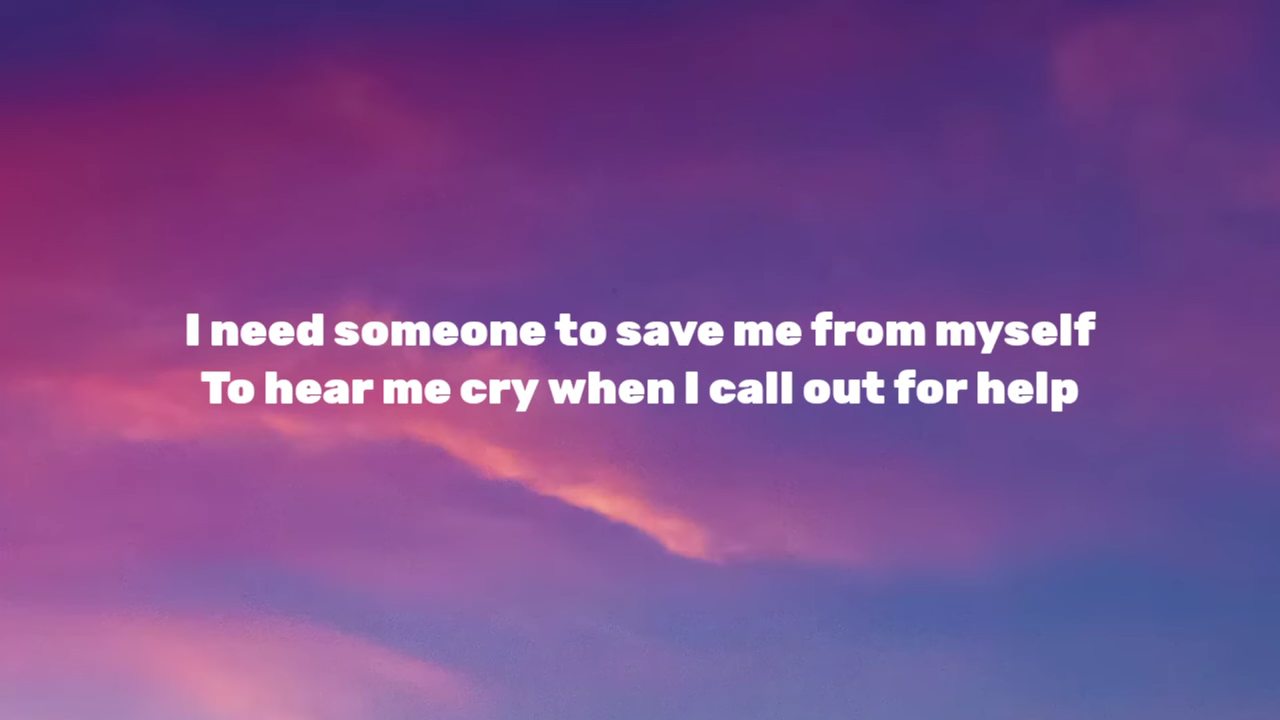 I need someone to save me from myself
To hear me cry when I call out for help